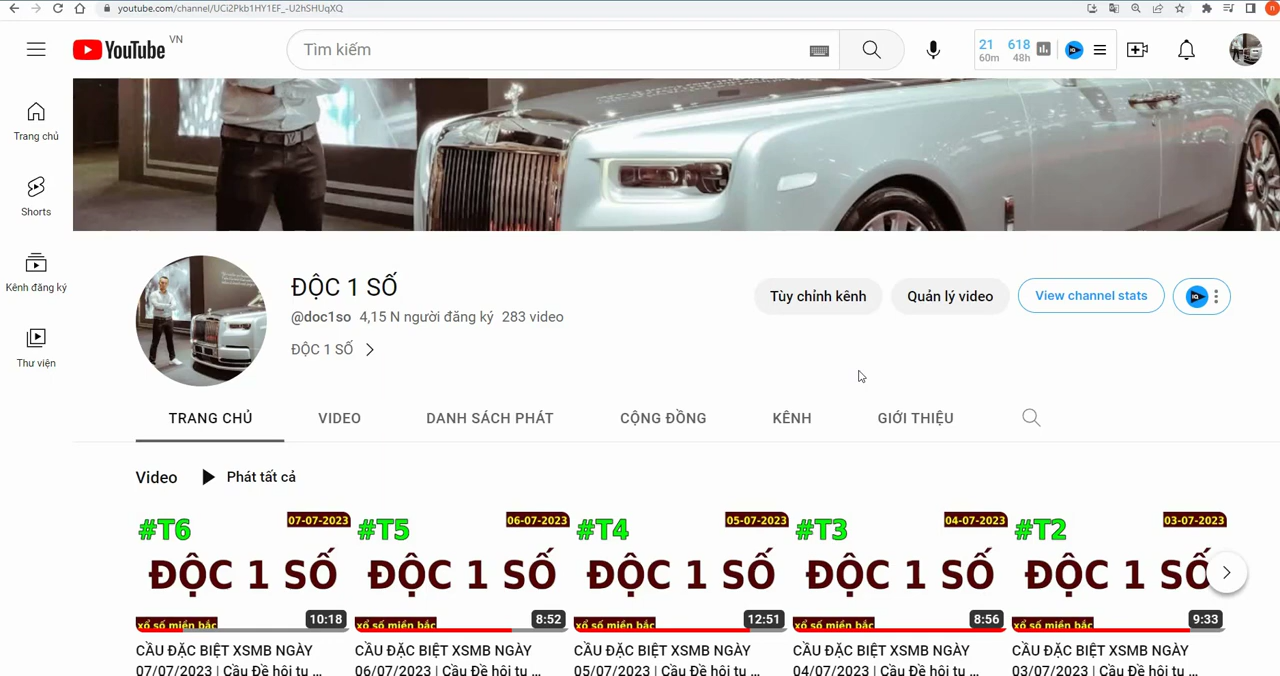 youtube.com/channel/UCi2Pkb1HY1EF_-U2hSHUqXQ
YouTube VN
Tìm kiếm
21 618
60m 48h
IQ
n
Trang chủ
Shorts
Kênh đăng ký
Thư viện
ĐỘC 1 SỐ
@doc1so 4,15 N người đăng ký 283 video
ĐỘC 1 SỐ
Tùy chỉnh kênh
Quản lý video
View channel stats
IQ
TRANG CHỦ VIDEO DANH SÁCH PHÁT CỘNG ĐỒNG KÊNH GIỚI THIỆU
Video Phát tất cả
#T6 07-07-2023
ĐỘC 1 SỐ
xổ số miền bắc 10:18
CẦU ĐẶC BIỆT XSMB NGÀY
07/07/2023 | Cầu Đề hội tụ ...
#T5 06-07-2023
ĐỘC 1 SỐ
8:52
CẦU ĐẶC BIỆT XSMB NGÀY
06/07/2023 | Cầu Đề hội tụ ...
#T4 05-07-2023
ĐỘC 1 SỐ
xổ số miền bắc 12:51
CẦU ĐẶC BIỆT XSMB NGÀY
05/07/2023 | Cầu Đề hội tụ ...
#T3 04-07-2023
ĐỘC 1 SỐ
xổ số miền bắc 8:56
CẦU ĐẶC BIỆT XSMB NGÀY
04/07/2023 | Cầu Đề hội tụ ...
#T2 03-07-2023
ĐỘC 1 SỐ
xổ số miền bắc 9:33
CẦU ĐẶC BIỆT XSMB NGÀY
03/07/2023 | Cầu Đề hội tụ ...